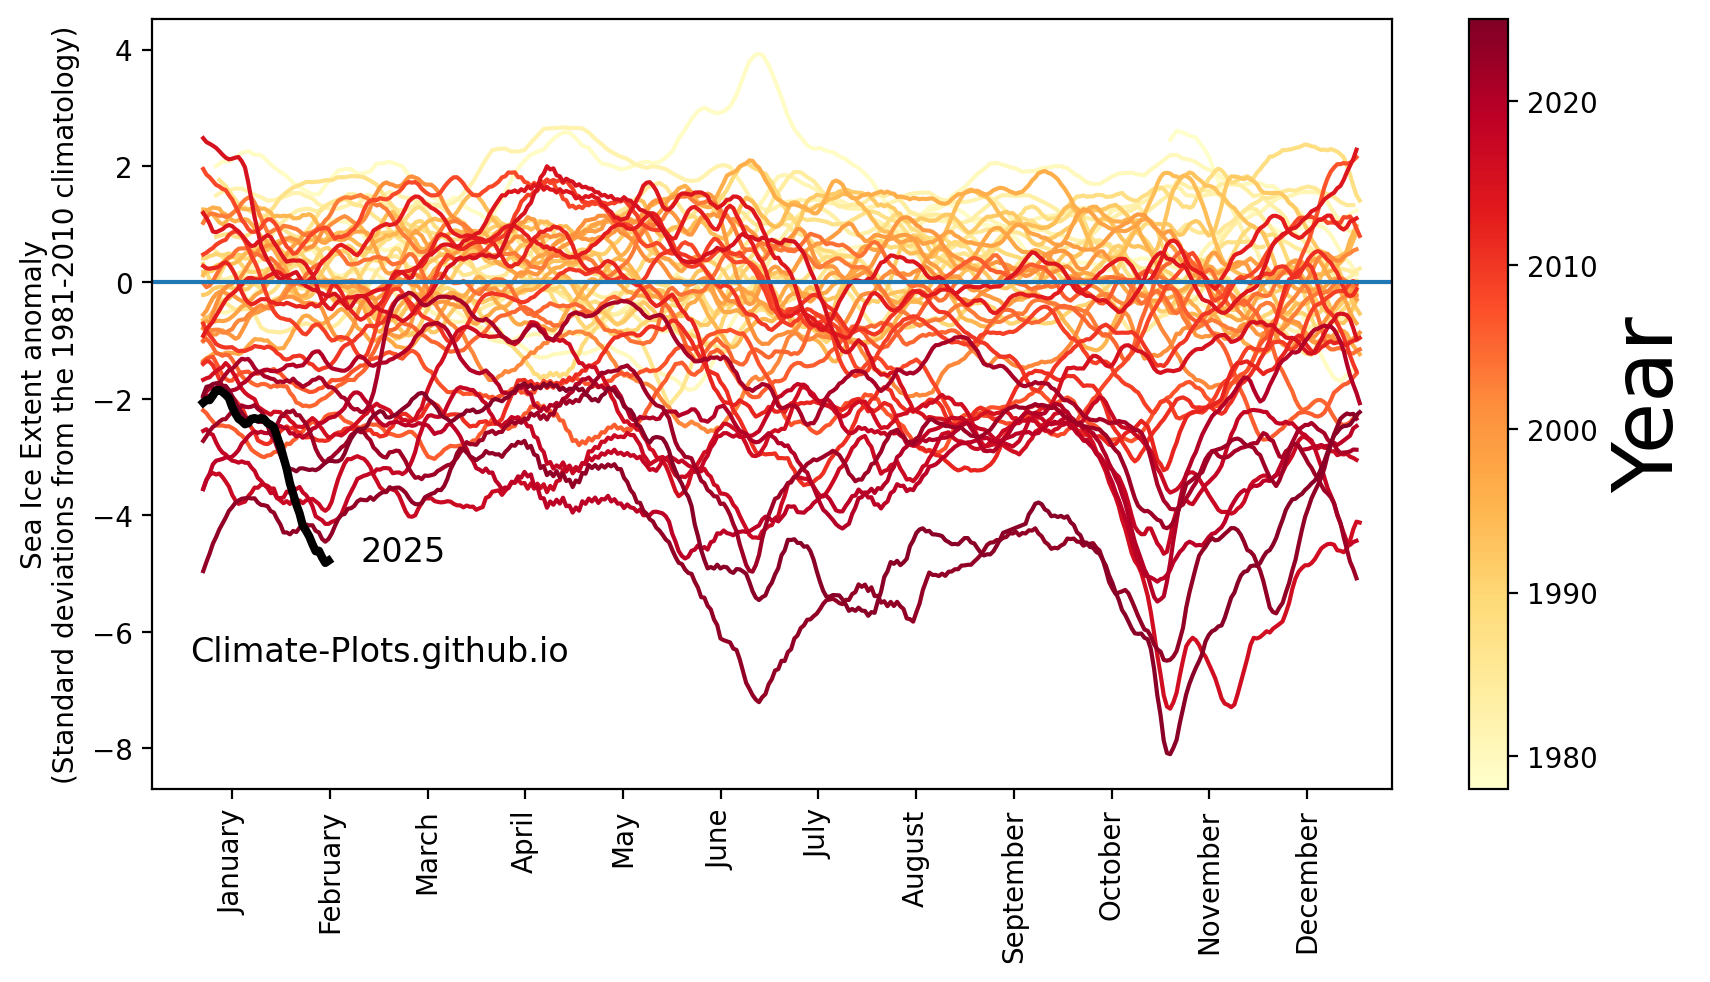 Sea Ice Extent anomaly
(Standard deviations from the 1981-2010 climatology)
4
2
0
−2
−4
−6
−8
2025
Climate-Plots.github.io
January
February
March
April
May
June
July
August
September
October
November
December
2020
2010
2000
1990
1980
Year